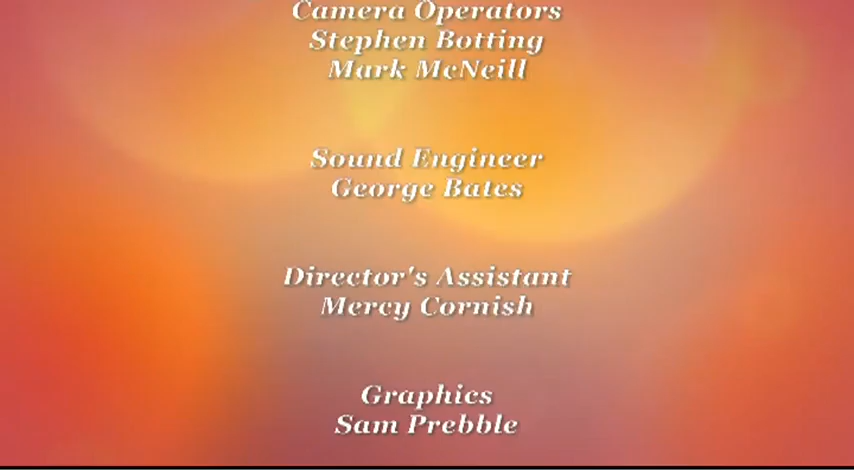 Camera Operators
Stephen Botting
Mark McNeill
Sound Engineer
George Bates
Director's Assistant
Mercy Cornish
Graphics
Sam Prebble